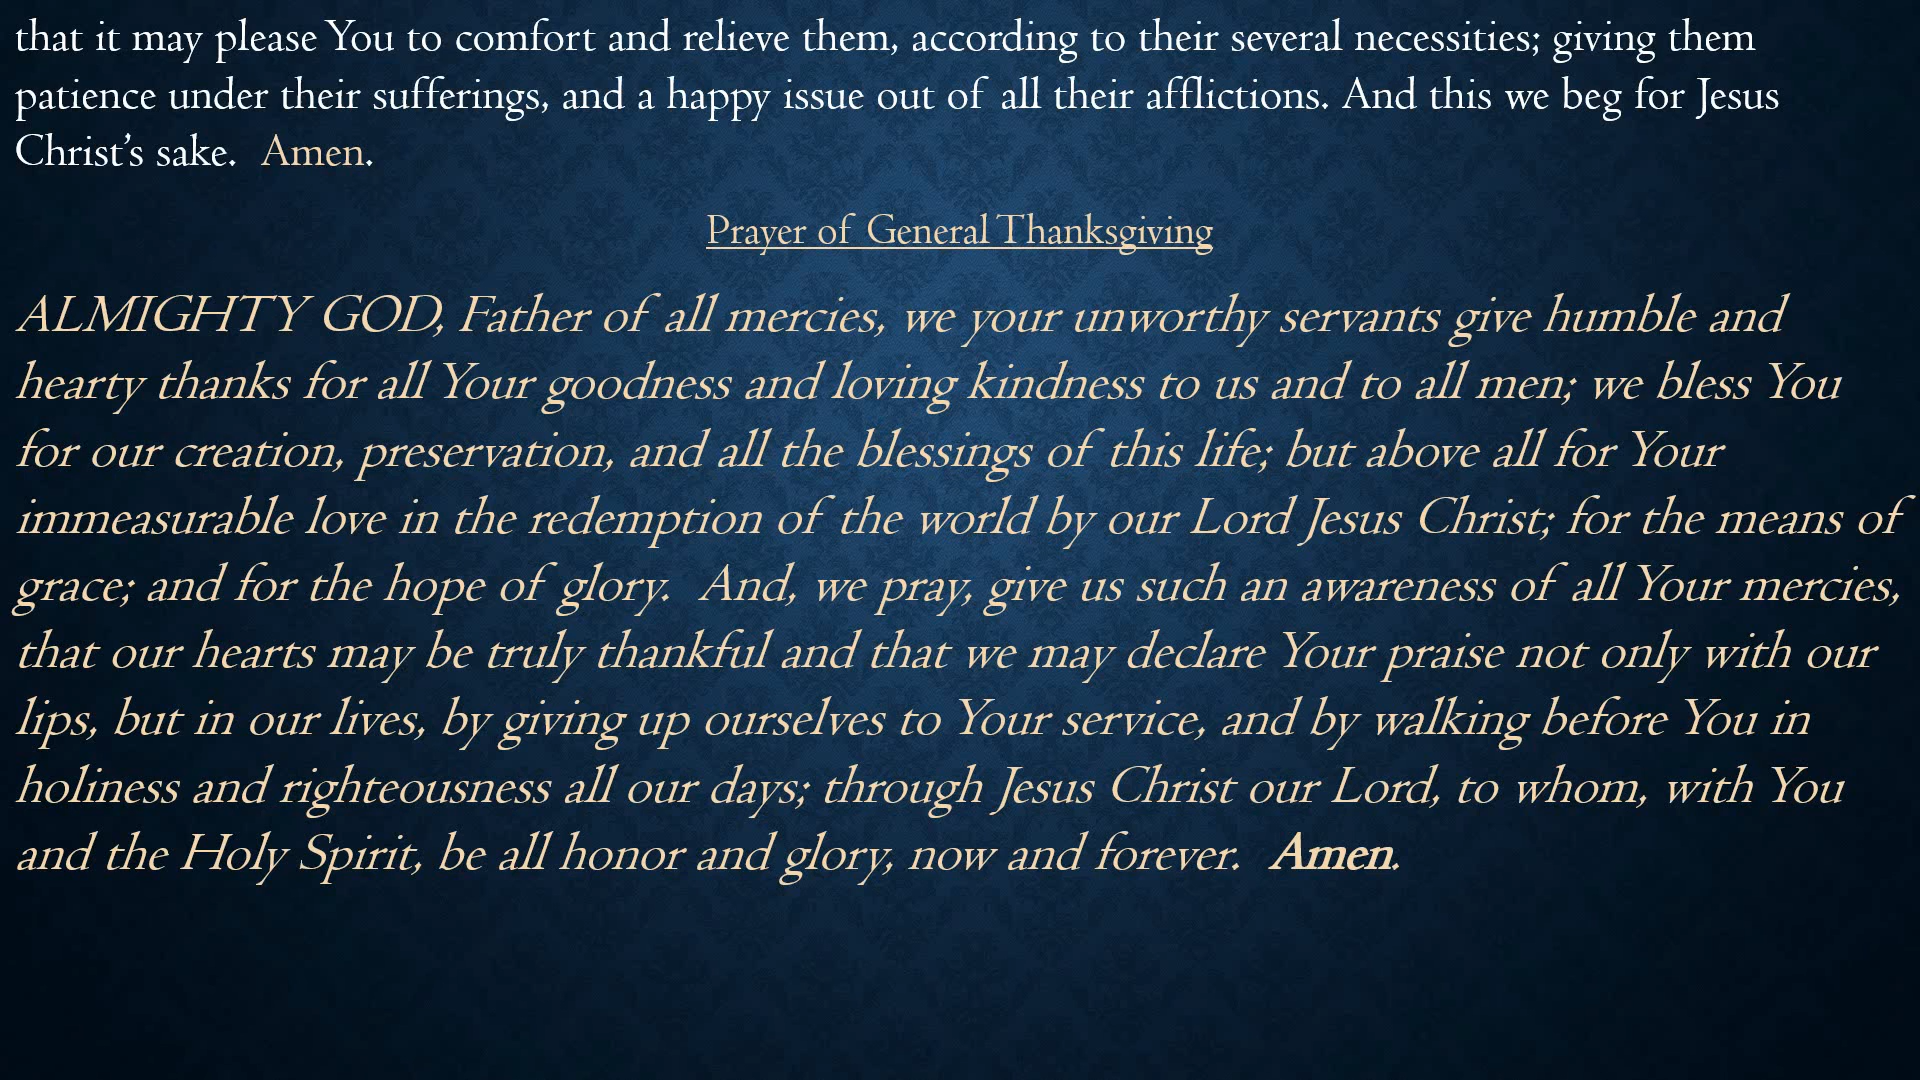 that it may please You to comfort and relieve them, according to their several necessities; giving them
patience under their sufferings, and a happy issue out of all their afflictions. And this we beg for Jesus
Christ’s sake.  Amen.
Prayer of General Thanksgiving
ALMIGHTY GOD, Father of all mercies, we your unworthy servants give humble and
hearty thanks for all Your goodness and loving kindness to us and to all men; we bless You
for our creation, preservation, and all the blessings of this life; but above all for Your
immeasurable love in the redemption of the world by our Lord Jesus Christ; for the means of
grace; and for the hope of glory.  And, we pray, give us such an awareness of all Your mercies,
that our hearts may be truly thankful and that we may declare Your praise not only with our
lips, but in our lives, by giving up ourselves to Your service, and by walking before You in
holiness and righteousness all our days; through Jesus Christ our Lord, to whom, with You
and the Holy Spirit, be all honor and glory, now and forever.  Amen.